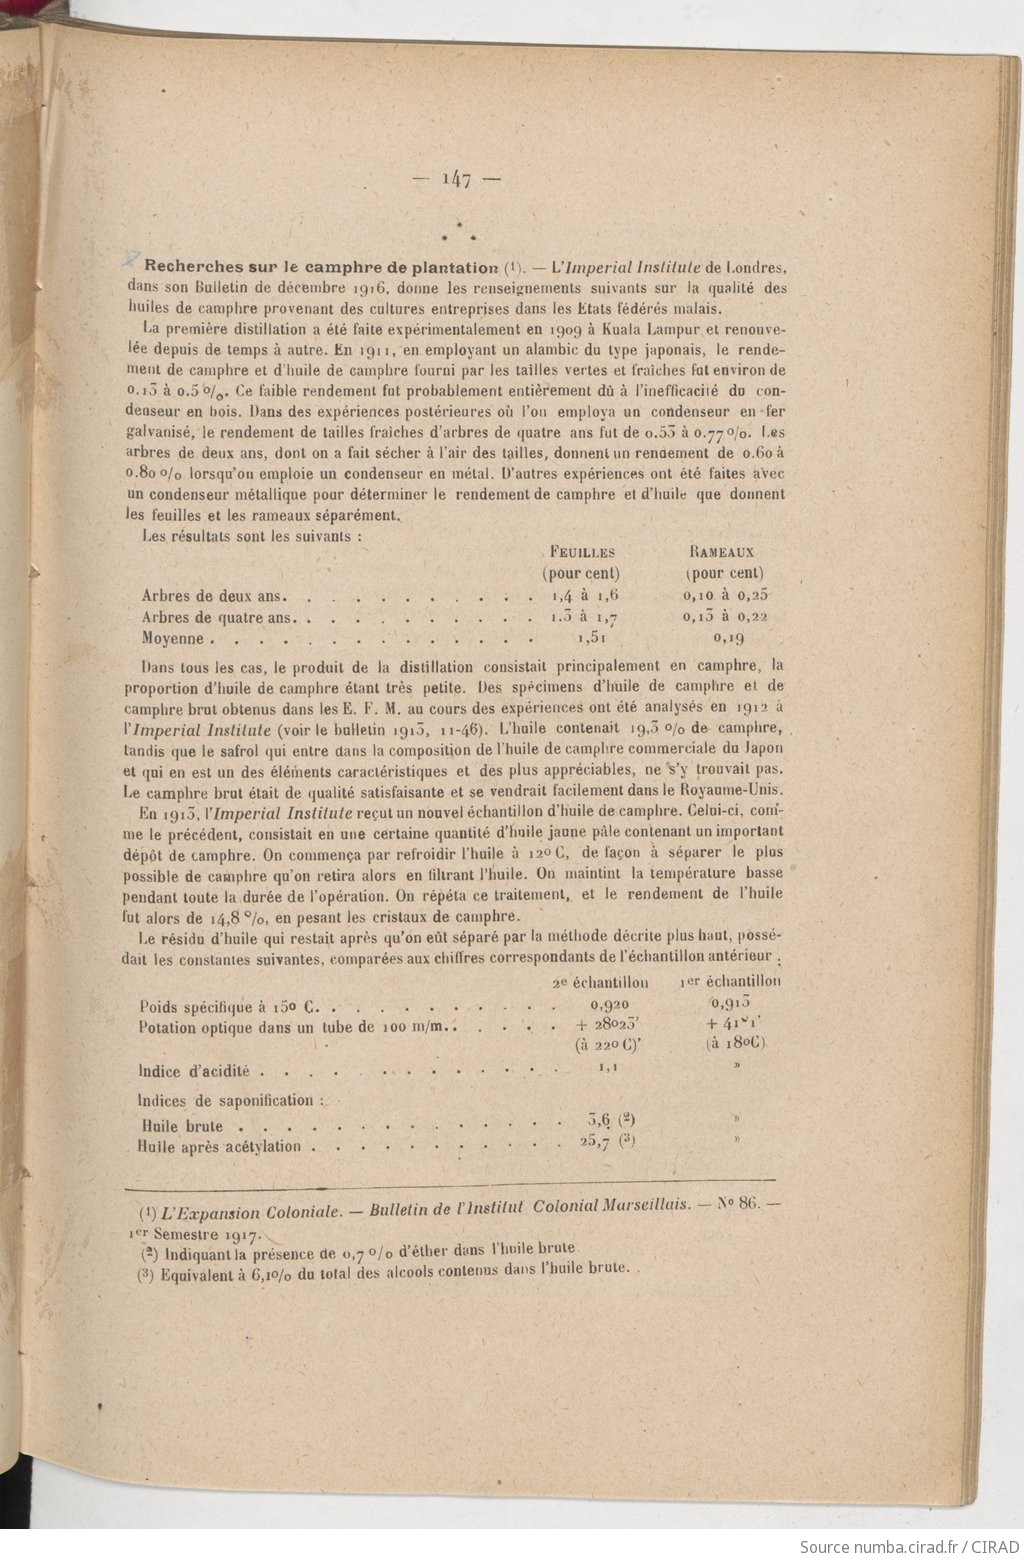 — 147 —
* * *
Recherches sur le camphre de plantation (1). — L'Imperial Institute de Londres,
dans son Bulletin de décembre 1916, donne les renseignements suivants sur la qualité des
huiles de camphre provenant des cultures entreprises dans les Etats fédérés malais.
La première distillation a été faite expérimentalement en 1909 à Kuala Lampur et renouve-
lée depuis de temps à autre. En 1911, en employant un alambic du type japonais, le rende-
ment de camphre et d'huile de camphre fourni par les tailles vertes et fraîches fut environ de
0.13 à 0.5 %. Ce faible rendement fut probablement entièrement dû à l'inefficacité du con-
denseur en bois. Dans des expériences postérieures où l'on employa un condenseur en fer
galvanisé, le rendement de tailles fraîches d'arbres de quatre ans fut de 0.53 à 0.77 %. Les
arbres de deux ans, dont on a fait sécher à l'air des tailles, donnent un rendement de 0.60 à
0.80 % lorsqu'on emploie un condenseur en métal. D'autres expériences ont été faites avec
un condenseur métallique pour déterminer le rendement de camphre et d'huile que donnent
les feuilles et les rameaux séparément.
Les résultats sont les suivants :
FEUILLES RAMEAUX
(pour cent) (pour cent)
Arbres de deux ans. . . . . . . . . . . 1,4 à 1,6 0,10 à 0,25
Arbres de quatre ans. . . . . . . . . . . 1.3 à 1,7 0,13 à 0,22
Moyenne . . . . . . . . . . . . . . 1,51 0,19
Dans tous les cas, le produit de la distillation consistait principalement en camphre, la
proportion d'huile de camphre étant très petite. Des spécimens d'huile de camphre et de
camphre brut obtenus dans les E. F. M. au cours des expériences ont été analysés en 1912 à
l'Imperial Institute (voir le bulletin 1913, 11-46). L'huile contenait 19,3 % de camphre,
tandis que le safrol qui entre dans la composition de l'huile de camphre commerciale du Japon
et qui en est un des éléments caractéristiques et des plus appréciables, ne s'y trouvait pas.
Le camphre brut était de qualité satisfaisante et se vendrait facilement dans le Royaume-Unis.
En 1913, l'Imperial Institute reçut un nouvel échantillon d'huile de camphre. Celui-ci, com-
me le précédent, consistait en une certaine quantité d'huile jaune pâle contenant un important
dépôt de camphre. On commença par refroidir l'huile à 12° C, de façon à séparer le plus
possible de camphre qu'on retira alors en filtrant l'huile. On maintint la température basse
pendant toute la durée de l'opération. On répéta ce traitement, et le rendement de l'huile
fut alors de 14,8 %, en pesant les cristaux de camphre.
Le résidu d'huile qui restait après qu'on eût séparé par la méthode décrite plus haut, possé-
dait les constantes suivantes, comparées aux chiffres correspondants de l'échantillon antérieur :
2e échantillon 1er échantillon
Poids spécifique à 15° C. . . . . . . . . . . 0,920 0,913
Potation optique dans un tube de 100 m/m. . . . . . + 28°23'
(à 22° C)' (à 18°C)
Indice d'acidité . . . . . . . . . . . . . 1,1 »
Indices de saponification :
Huile brute . . . . . . . . . . . . . . 3,6 (2) »
Huile après acétylation . . . . . . . . . . . 25,7 (3) »
(1) L'Expansion Coloniale. — Bulletin de l'Institut Colonial Marseillais. — N° 86. —
1er Semestre 1917.
(2) Indiquant la présence de 0,7 % d'éther dans l'huile brute
(3) Equivalent à 6,1% du total des alcools contenus dans l'huile brute.
Source numba.cirad.fr / CIRAD